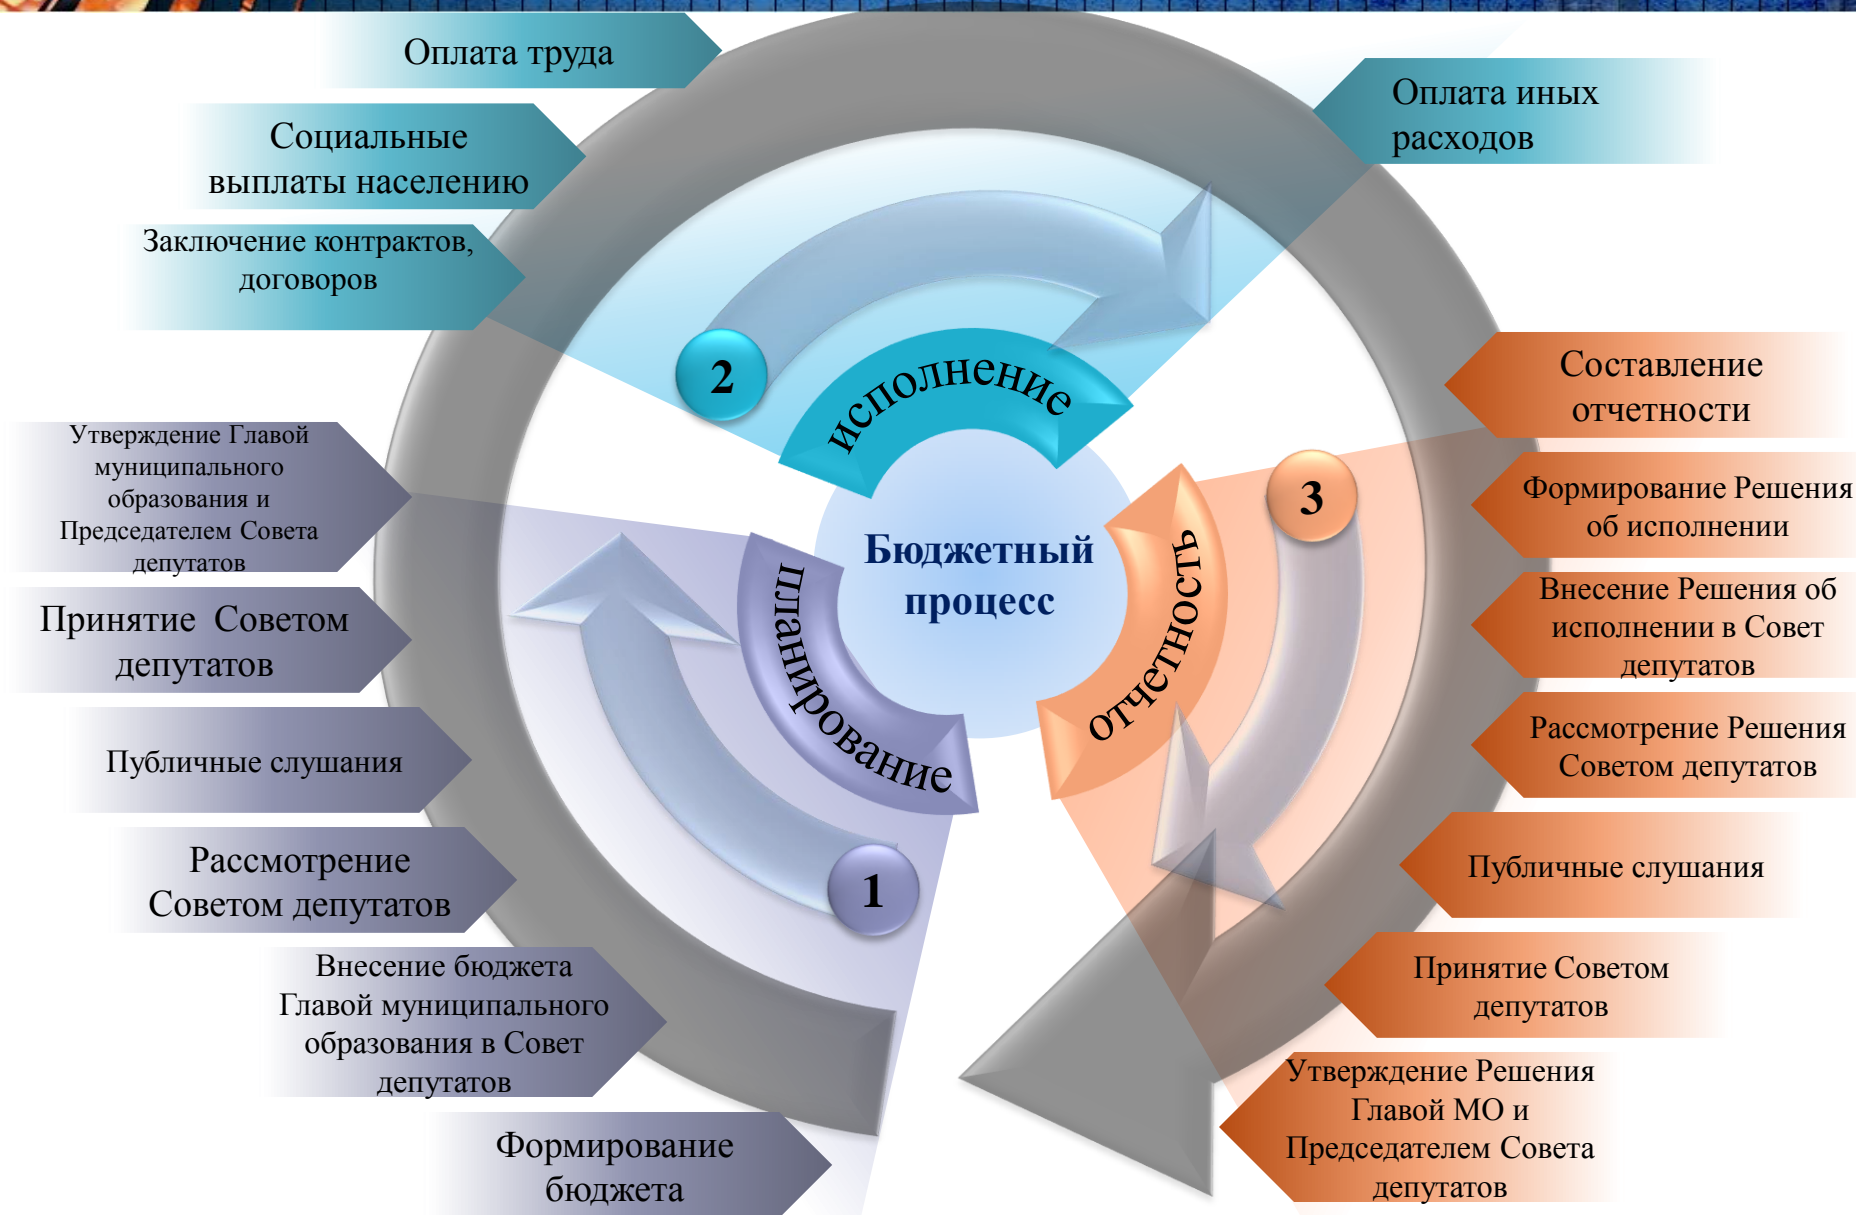 Оплата труда
Социальные
выплаты населению
Заключение контрактов,
договоров
Оплата иных
расходов
2
исполнение
Утверждение Главой
муниципального
образования и
Председателем Совета
депутатов
Принятие Советом
депутатов
Публичные слушания
Рассмотрение
Советом депутатов
Внесение бюджета
Главой муниципального
образования в Совет
депутатов
Формирование
бюджета
1
планирование
Бюджетный
процесс
отчетность
3
Составление
отчетности
Формирование Решения
об исполнении
Внесение Решения об
исполнении в Совет
депутатов
Рассмотрение Решения
Советом депутатов
Публичные слушания
Принятие Советом
депутатов
Утверждение Решения
Главой МО и
Председателем Совета
депутатов